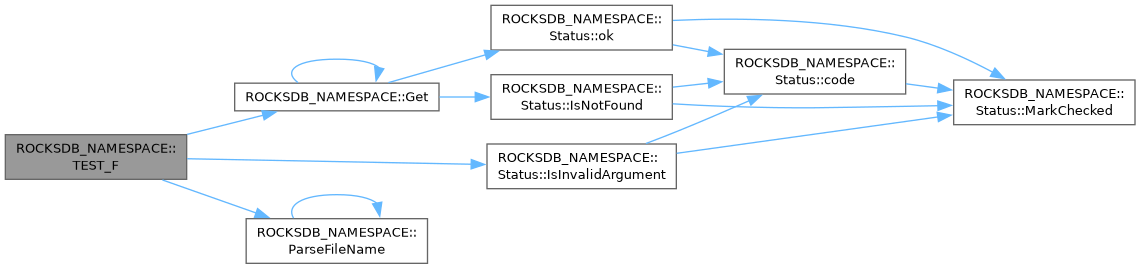 ROCKSDB_NAMESPACE::
TEST_F
ROCKSDB_NAMESPACE::Get
ROCKSDB_NAMESPACE::
ParseFileName
ROCKSDB_NAMESPACE::
Status::ok
ROCKSDB_NAMESPACE::
Status::IsNotFound
ROCKSDB_NAMESPACE::
Status::IsInvalidArgument
ROCKSDB_NAMESPACE::
Status::code
ROCKSDB_NAMESPACE::
Status::MarkChecked